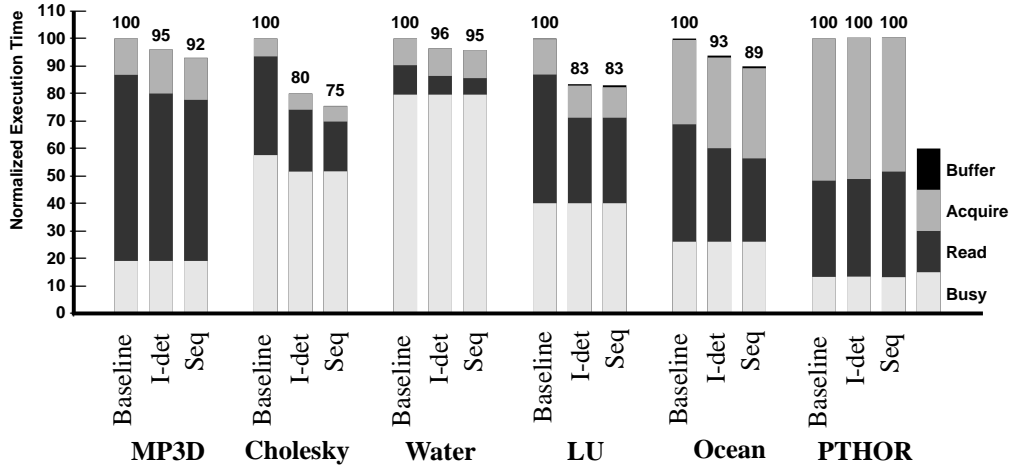 Normalized Execution Time
110
100
90
80
70
60
50
40
30
20
10
0
100 95 92
100 80 75
100 96 95
100 83 83
100 93 89
100 100 100
Buffer
Acquire
Read
Busy
Baseline I-det Seq
Baseline I-det Seq
Baseline I-det Seq
Baseline I-det Seq
Baseline I-det Seq
Baseline I-det Seq
MP3D Cholesky Water LU Ocean PTHOR